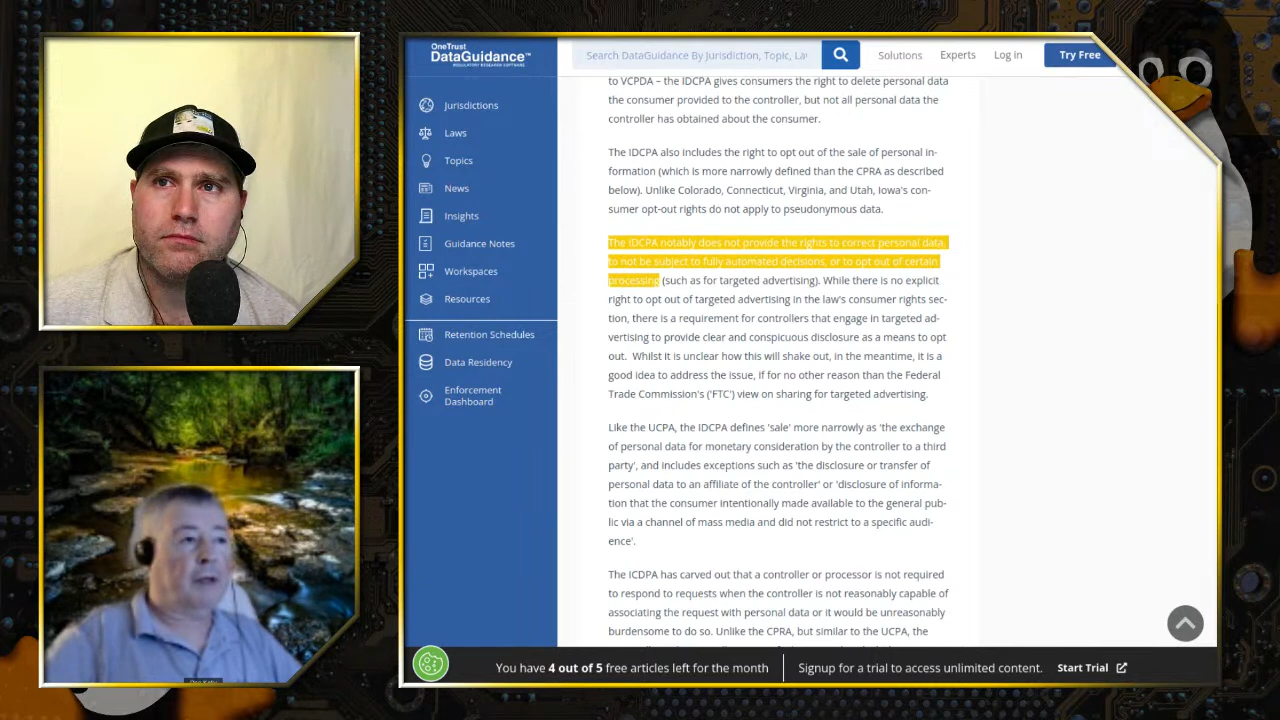 OneTrust
DataGuidance™
REGULATORY RESEARCH SOFTWARE
Search DataGuidance By Jurisdiction, Topic, La
Solutions
Experts
Log in
Try Free
Jurisdictions
Laws
Topics
News
Insights
Guidance Notes
Workspaces
Resources
Retention Schedules
Data Residency
Enforcement
Dashboard
to VCPDA – the IDCPA gives consumers the right to delete personal data
the consumer provided to the controller, but not all personal data the
controller has obtained about the consumer.
The IDCPA also includes the right to opt out of the sale of personal in-
formation (which is more narrowly defined than the CPRA as described
below). Unlike Colorado, Connecticut, Virginia, and Utah, Iowa's con-
sumer opt-out rights do not apply to pseudonymous data.
The IDCPA notably does not provide the rights to correct personal data,
to not be subject to fully automated decisions, or to opt out of certain
processing (such as for targeted advertising). While there is no explicit
right to opt out of targeted advertising in the law's consumer rights sec-
tion, there is a requirement for controllers that engage in targeted ad-
vertising to provide clear and conspicuous disclosure as a means to opt
out. Whilst it is unclear how this will shake out, in the meantime, it is a
good idea to address the issue, if for no other reason than the Federal
Trade Commission's ('FTC') view on sharing for targeted advertising.
Like the UCPA, the IDCPA defines 'sale' more narrowly as 'the exchange
of personal data for monetary consideration by the controller to a third
party', and includes exceptions such as 'the disclosure or transfer of
personal data to an affiliate of the controller' or 'disclosure of informa-
tion that the consumer intentionally made available to the general pub-
lic via a channel of mass media and did not restrict to a specific audi-
ence'.
The ICDPA has carved out that a controller or processor is not required
to respond to requests when the controller is not reasonably capable of
associating the request with personal data or it would be unreasonably
burdensome to do so. Unlike the CPRA, but similar to the UCPA, the
You have 4 out of 5 free articles left for the month
Signup for a trial to access unlimited content.
Start Trial